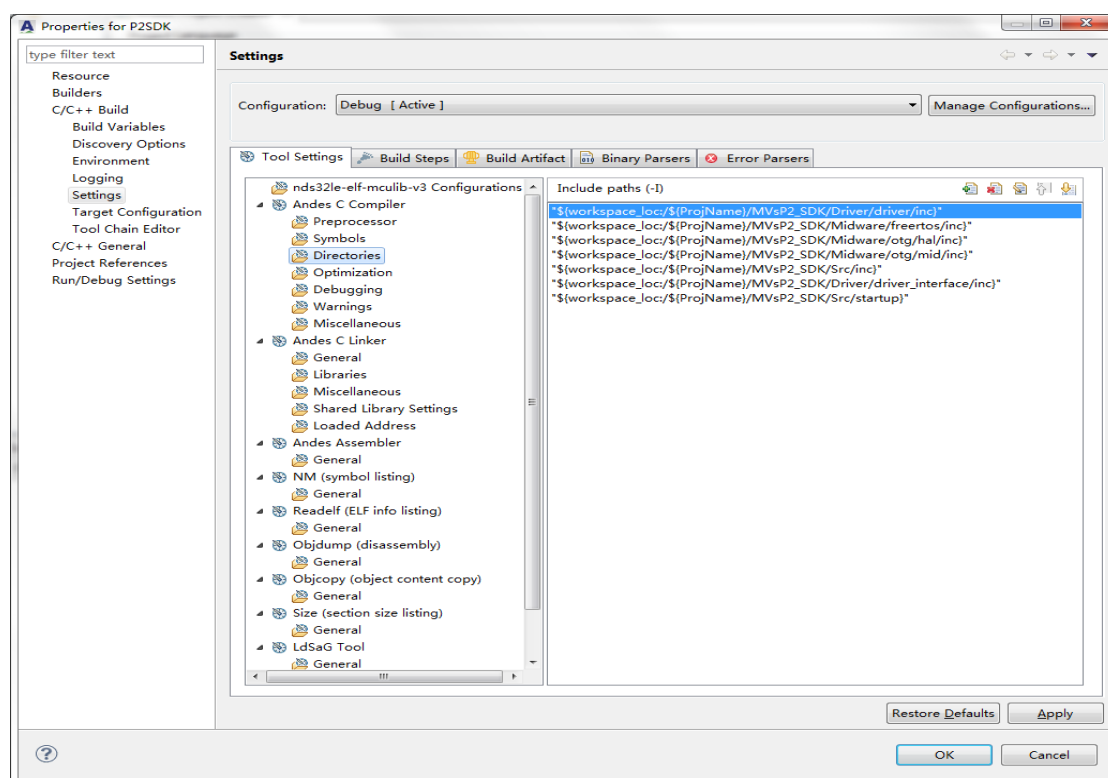 Properties for P2SDK
type filter text
Resource
Builders
C/C++ Build
Build Variables
Discovery Options
Environment
Logging
Settings
Target Configuration
Tool Chain Editor
C/C++ General
Project References
Run/Debug Settings
Settings
Configuration: Debug [ Active ]
Manage Configurations...
Tool Settings
Build Steps
Build Artifact
Binary Parsers
Error Parsers
nds32le-elf-mculib-v3 Configurations
Andes C Compiler
Preprocessor
Symbols
Directories
Optimization
Debugging
Warnings
Miscellaneous
Andes C Linker
General
Libraries
Miscellaneous
Shared Library Settings
Loaded Address
Andes Assembler
General
NM (symbol listing)
General
Readelf (ELF info listing)
General
Objdump (disassembly)
General
Objcopy (object content copy)
General
Size (section size listing)
General
LdSaG Tool
General
Include paths (-I)
"${workspace_loc:/${ProjName}/MVsP2_SDK/Driver/driver/inc}"
"${workspace_loc:/${ProjName}/MVsP2_SDK/Midware/freertos/inc}"
"${workspace_loc:/${ProjName}/MVsP2_SDK/Midware/otg/hal/inc}"
"${workspace_loc:/${ProjName}/MVsP2_SDK/Midware/otg/mid/inc}"
"${workspace_loc:/${ProjName}/MVsP2_SDK/Src/inc}"
"${workspace_loc:/${ProjName}/MVsP2_SDK/Driver/driver_interface/inc}"
"${workspace_loc:/${ProjName}/MVsP2_SDK/Src/startup}"
Restore Defaults
Apply
OK
Cancel